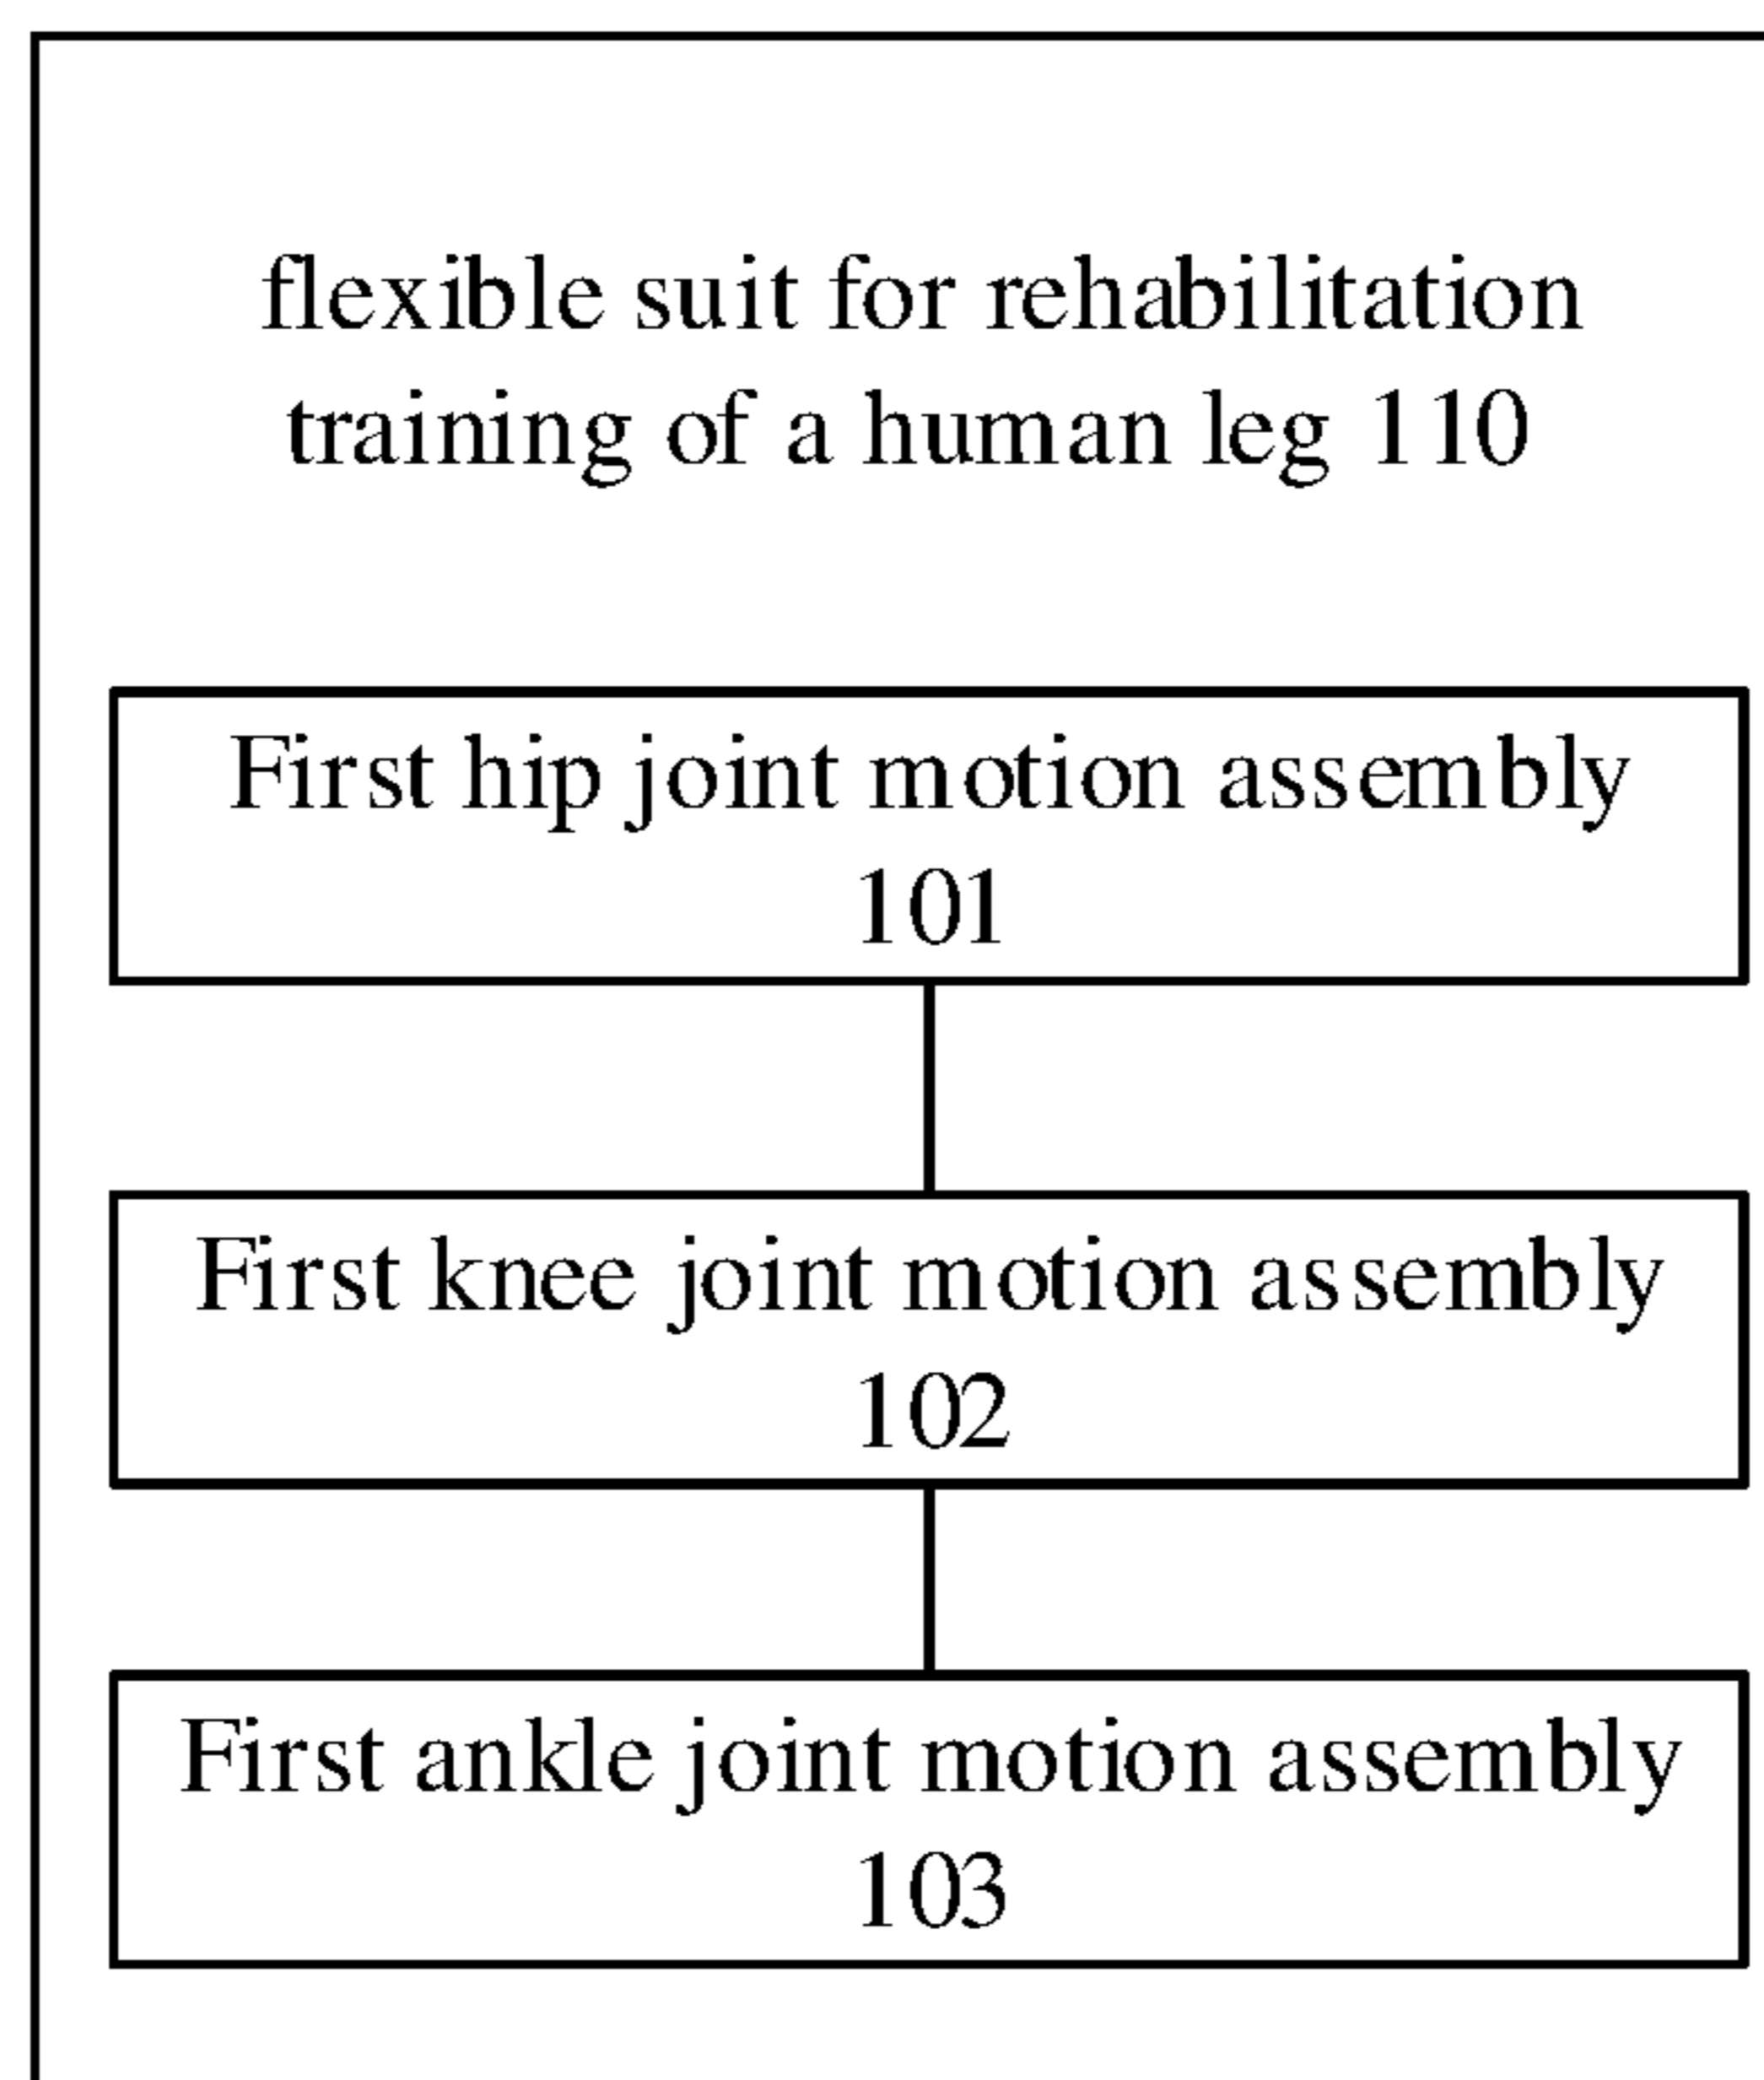 flexible suit for rehabilitation
training of a human leg 110
First hip joint motion assembly
101
First knee joint motion assembly
102
First ankle joint motion assembly
103